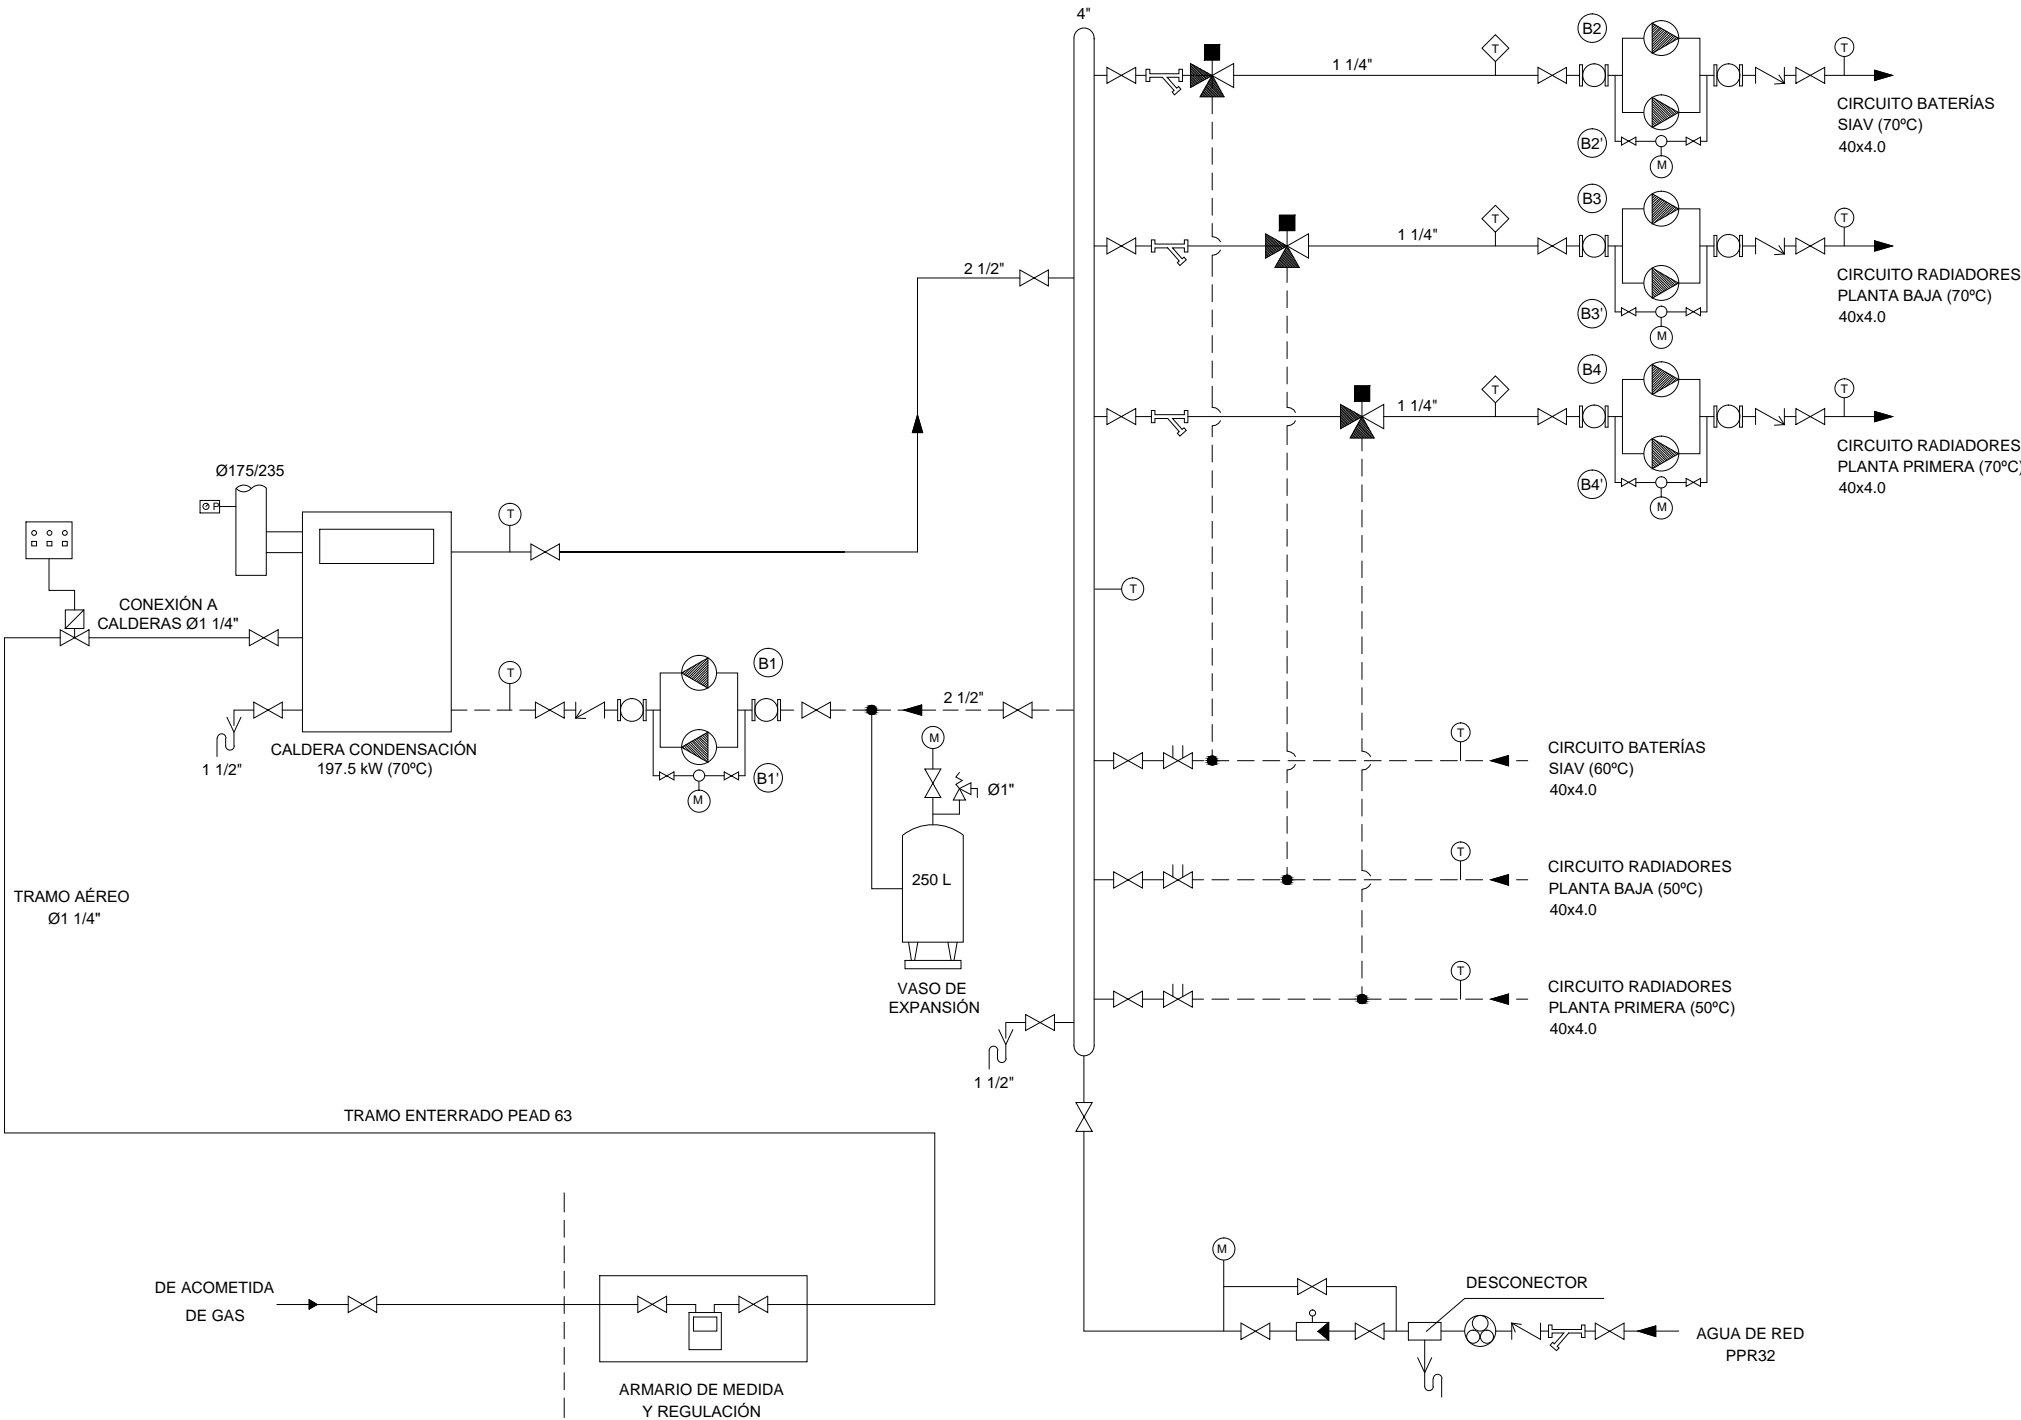 4"
B2
T
1 1/4"
T
CIRCUITO BATERÍAS
SIAV (70ºC)
40x4.0
B2'
M
B3
T
1 1/4"
T
CIRCUITO RADIADORES
PLANTA BAJA (70ºC)
40x4.0
B3'
M
2 1/2"
B4
T
1 1/4"
T
CIRCUITO RADIADORES
PLANTA PRIMERA (70ºC)
40x4.0
B4'
M
Ø175/235
P
T
T
CONEXIÓN A
CALDERAS Ø1 1/4"
T
B1
2 1/2"
CALDERA CONDENSACIÓN
197.5 kW (70ºC)
1 1/2"
B1'
M
M
Ø1"
T
CIRCUITO BATERÍAS
SIAV (60ºC)
40x4.0
250 L
T
CIRCUITO RADIADORES
PLANTA BAJA (50ºC)
40x4.0
TRAMO AÉREO
Ø1 1/4"
VASO DE
EXPANSIÓN
T
CIRCUITO RADIADORES
PLANTA PRIMERA (50ºC)
40x4.0
1 1/2"
TRAMO ENTERRADO PEAD 63
M
DESCONECTOR
DE ACOMETIDA
DE GAS
AGUA DE RED
PPR32
ARMARIO DE MEDIDA
Y REGULACIÓN